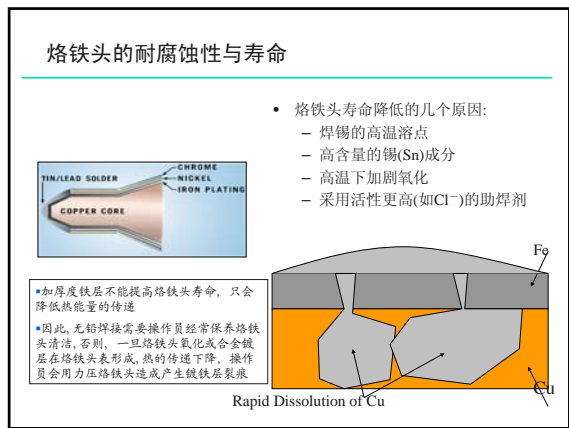 烙铁头的耐腐蚀性与寿命
• 烙铁头寿命降低的几个原因:
– 焊锡的高温溶点
– 高含量的锡(Sn)成分
– 高温下加剧氧化
– 采用活性更高(如Cl⁻)的助焊剂
TIN/LEAD SOLDER
CHROME
NICKEL
IRON PLATING
COPPER CORE
▪加厚度铁层不能提高烙铁头寿命, 只会
降低热能量的传递
▪因此,无铅焊接需要操作员经常保养烙铁
头清洁,否则, 一旦烙铁头氧化或合金镀
层在烙铁头表形成,热的传递下降, 操作
员会用力压烙铁头造成产生镀铁层裂痕
Fe
Cu
Rapid Dissolution of Cu